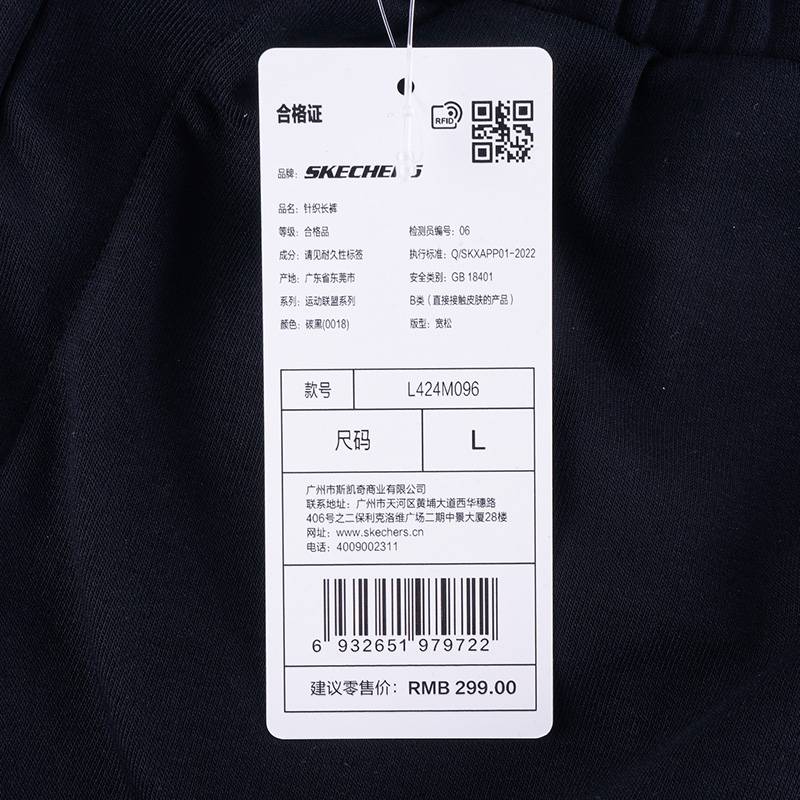 合格证
RFID
品牌: SKECHERS
品名: 针织长裤
等级: 合格品 检测员编号: 06
成分: 请见耐久性标签 执行标准: Q/SKXAPP01-2022
产地: 广东省东莞市 安全类别: GB 18401
系列: 运动联盟系列 B类（直接接触皮肤的产品）
颜色: 碳黑(0018) 版型: 宽松
款号 L424M096
尺码 L
广州市斯凯奇商业有限公司
联系地址: 广州市天河区黄埔大道西华穗路
406号之二保利克洛维广场二期中景大厦28楼
网址: www.skechers.cn
电话: 4009002311
6 932651 979722
建议零售价: RMB 299.00